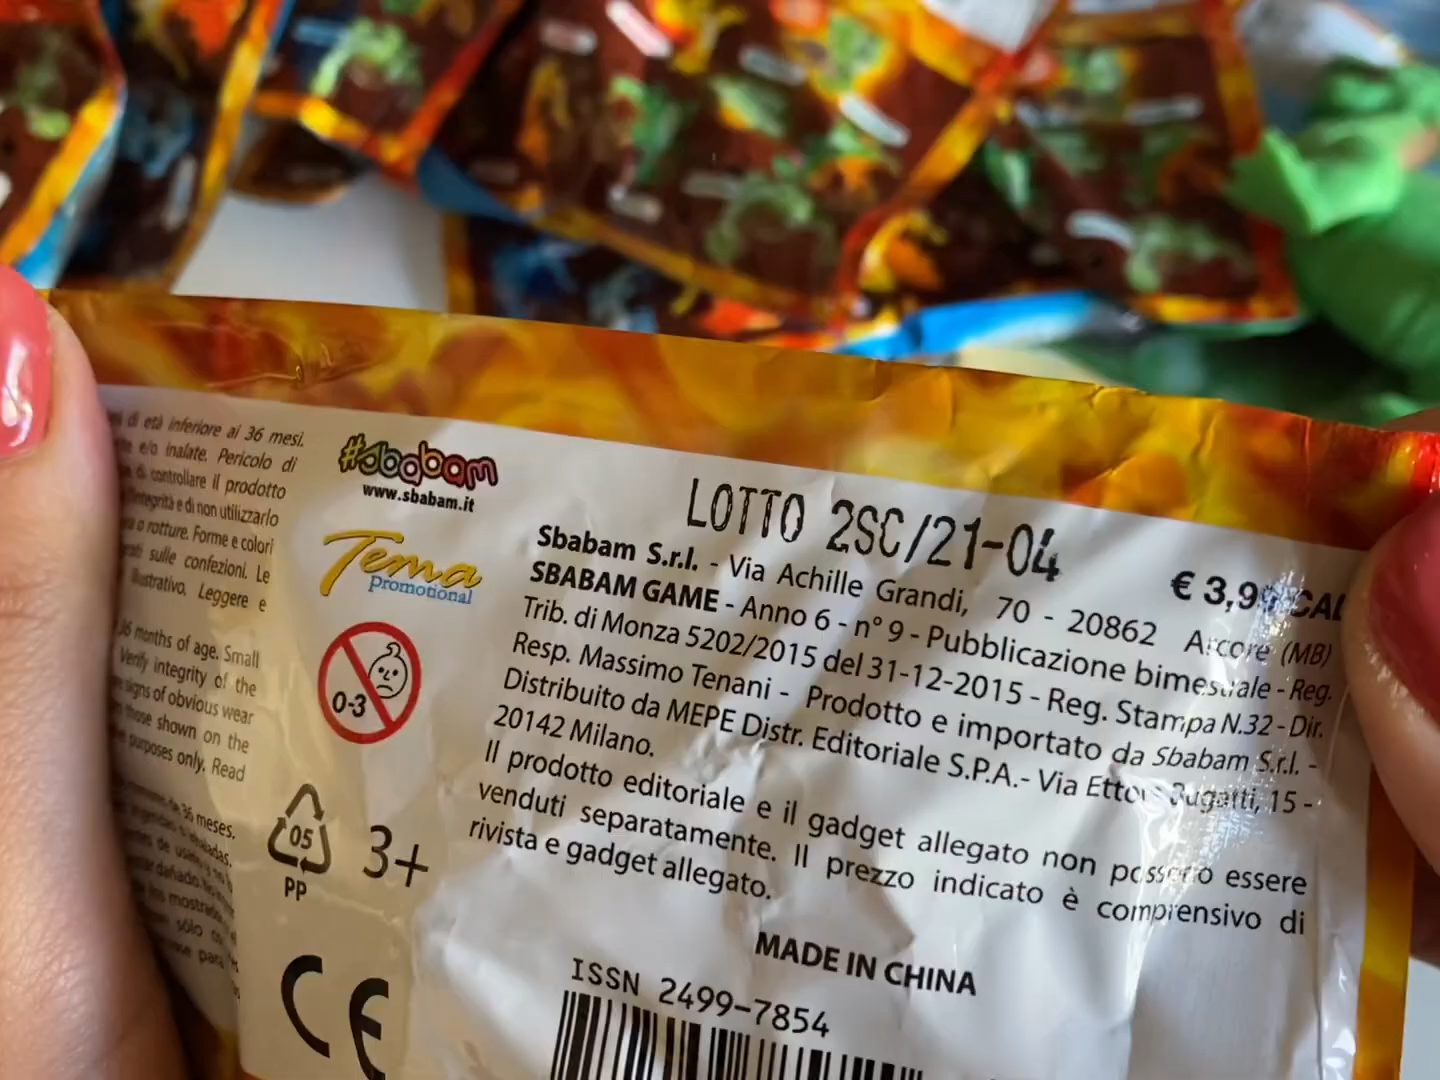 di età inferiore ai 36 mesi.
e/o inalate. Pericolo di
di controllare il prodotto
l'integrità e di non utilizzarlo
o rotture. Forme e colori
sulle confezioni. Le
illustrativo. Leggere e
36 months of age. Small
Verify integrity of the
signs of obvious wear
those shown on the
purposes only. Read
36 meses.
#sbabam
www.sbabam.it
Tema
Promotional
0-3
05
PP
3+
CE
LOTTO 2SC/21-04
€ 3,9
Sbabam S.r.l. - Via Achille Grandi, 70 - 20862 Arcore (MB)
SBABAM GAME - Anno 6 - n° 9 - Pubblicazione bimestrale - Reg.
Trib. di Monza 5202/2015 del 31-12-2015 - Reg. Stampa N.32 - Dir.
Resp. Massimo Tenani - Prodotto e importato da Sbabam S.r.l. -
Distribuito da MEPE Distr. Editoriale S.P.A.- Via Ettore Bugatti, 15 -
20142 Milano.
Il prodotto editoriale e il gadget allegato non possono essere
venduti separatamente. Il prezzo indicato è comprensivo di
rivista e gadget allegato.
MADE IN CHINA
ISSN 2499-7854